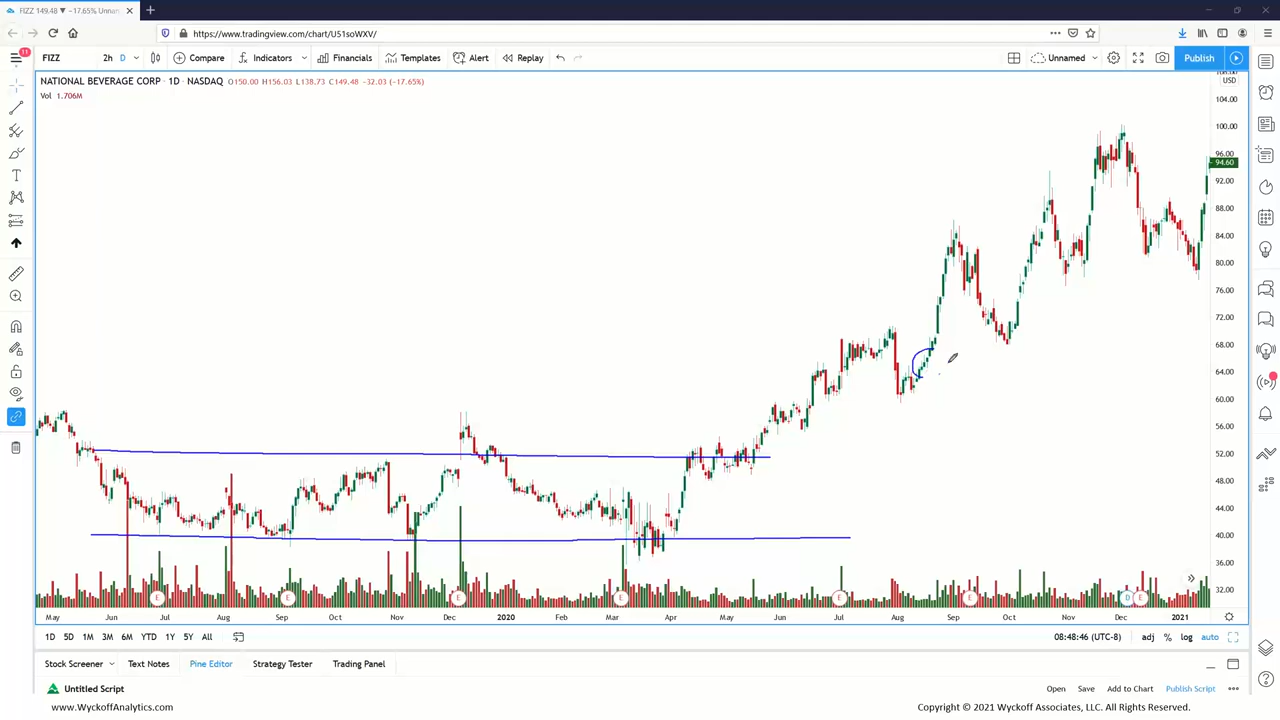 FIZZ 149.48 ▼ −17.65% Unnam
https://www.tradingview.com/chart/U51soWXV/
11
FIZZ 2h D Compare Indicators Financials Templates Alert Replay Unnamed Publish
NATIONAL BEVERAGE CORP · 1D · NASDAQ O150.00 H156.03 L138.73 C149.48 −32.03 (−17.65%)
Vol 1.706M
USD
104.00
100.00
96.00
94.60
92.00
88.00
84.00
80.00
76.00
72.00
68.00
64.00
60.00
56.00
52.00
48.00
44.00
40.00
36.00
32.00
E E E E E E D E
May Jun Jul Aug Sep Oct Nov Dec 2020 Feb Mar Apr May Jun Jul Aug Sep Oct Nov Dec 2021
1D 5D 1M 3M 6M YTD 1Y 5Y All 08:48:46 (UTC-8) adj % log auto
Stock Screener Text Notes Pine Editor Strategy Tester Trading Panel
Untitled Script Open Save Add to Chart Publish Script
www.WyckoffAnalytics.com Copyright © 2021 Wyckoff Associates, LLC. All Rights Reserved.